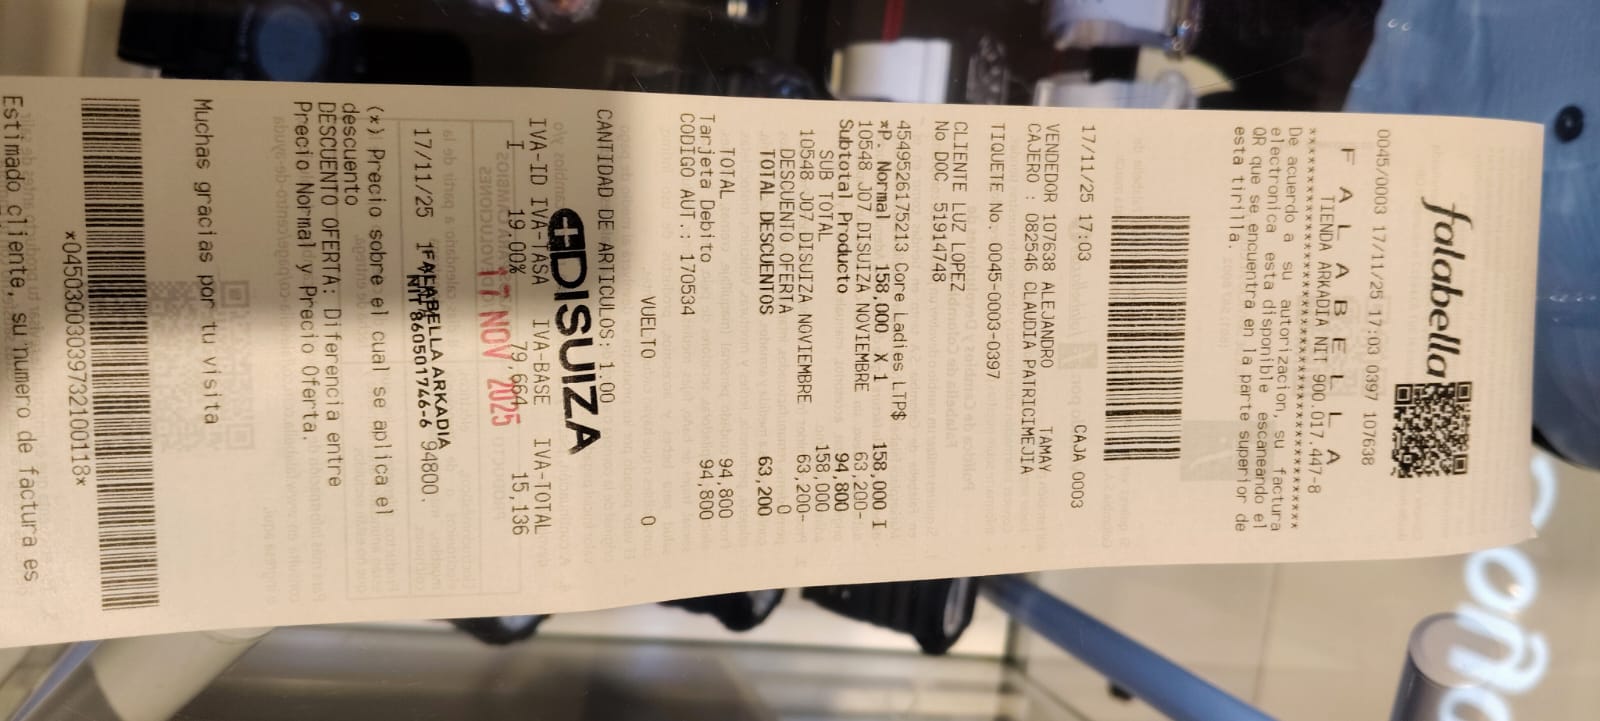 falabella
0045/0003 17/11/25 17:03 0397 107638
F A L A B E L L A
TIENDA ARKADIA NIT 900.017.447-8
************************************
De acuerdo a su autorizacion, su factura
electronica esta disponible escaneando el
QR que se encuentra en la parte superior de
esta tirilla.
17/11/25 17:03 CAJA 0003
VENDEDOR 107638 ALEJANDRO TAMAY
CAJERO : 082646 CLAUDIA PATRICIMEJIA
TIQUETE No. 0045-0003-0397
CLIENTE LUZ LOPEZ
No DOC 51914748
4549526175213 Core Ladies LTP$ 158,000 I
*P. Normal 158,000 X 1
10548 J07 DISUIZA NOVIEMBRE 63,200-
Subtotal Producto 94,800
SUB TOTAL 158,000
10548 J07 DISUIZA NOVIEMBRE 63,200-
DESCUENTO OFERTA 0
TOTAL DESCUENTOS 63,200
TOTAL 94,800
Tarjeta Debito 94,800
CODIGO AUT.: 170534
VUELTO 0
CANTIDAD DE ARTICULOS: 1.00
DISUIZA
IVA-ID IVA-TASA IVA-BASE IVA-TOTAL
I 19.00% 79,664 15,136
17 NOV 2025
FALABELLA ARKADIA
17/11/25 94800.
NIT 860501746-6
(*) Precio sobre el cual se aplica el
descuento
DESCUENTO OFERTA: Diferencia entre
Precio Normal y Precio Oferta.
Muchas gracias por tu visita
*04503003039732100118*
Estimado cliente, su numero de factura es